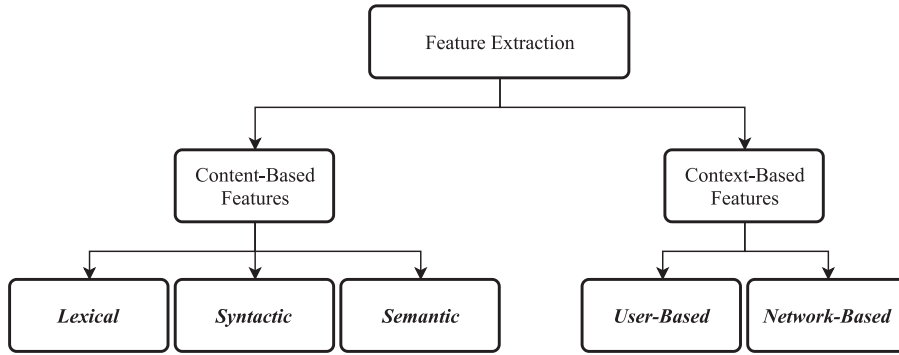 Feature Extraction
Content-Based
Features
Context-Based
Features
Lexical
Syntactic
Semantic
User-Based
Network-Based